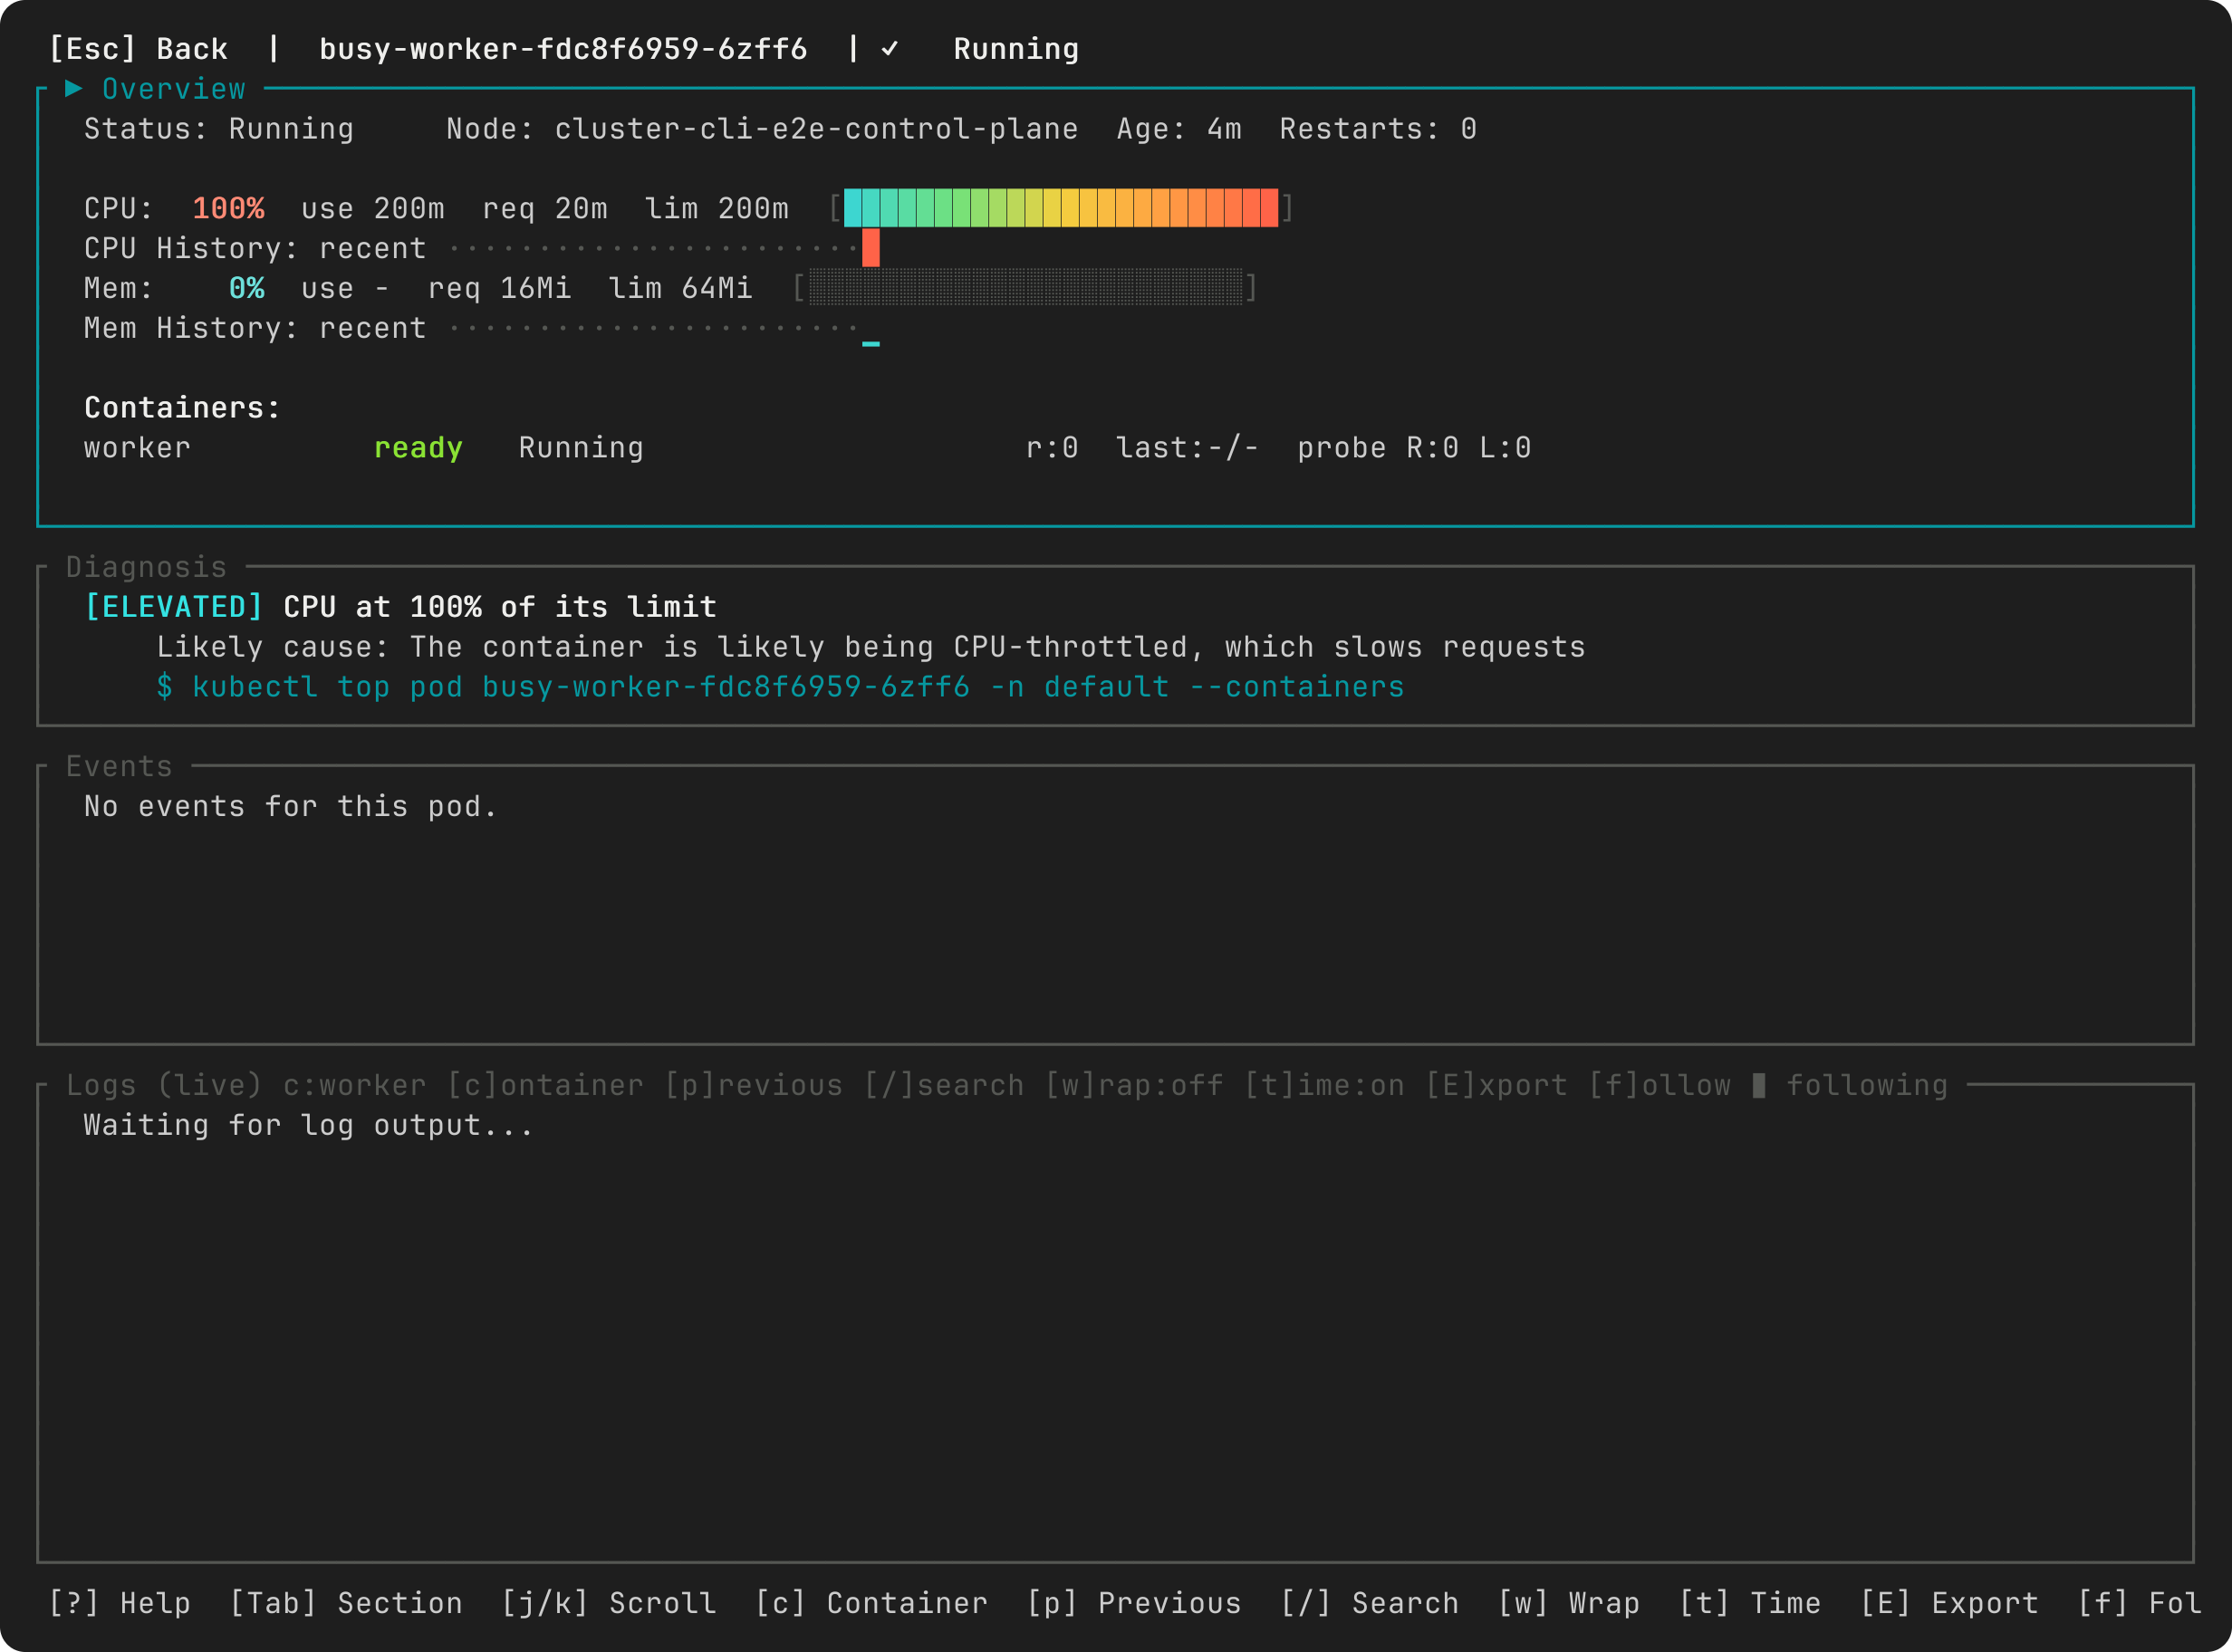 [Esc] Back | busy-worker-fdc8f6959-6zff6 | ✓ Running
▶ Overview
Status: Running Node: cluster-cli-e2e-control-plane Age: 4m Restarts: 0
CPU: 100% use 200m req 20m lim 200m [ ]
CPU History: recent ·······················
Mem: 0% use - req 16Mi lim 64Mi [ ]
Mem History: recent ·······················
Containers:
worker ready Running r:0 last:-/- probe R:0 L:0
Diagnosis
[ELEVATED] CPU at 100% of its limit
Likely cause: The container is likely being CPU-throttled, which slows requests
$ kubectl top pod busy-worker-fdc8f6959-6zff6 -n default --containers
Events
No events for this pod.
Logs (live) c:worker [c]ontainer [p]revious [/]search [w]rap:off [t]ime:on [E]xport [f]ollow ▮ following
Waiting for log output...
[?] Help [Tab] Section [j/k] Scroll [c] Container [p] Previous [/] Search [w] Wrap [t] Time [E] Export [f] Fol